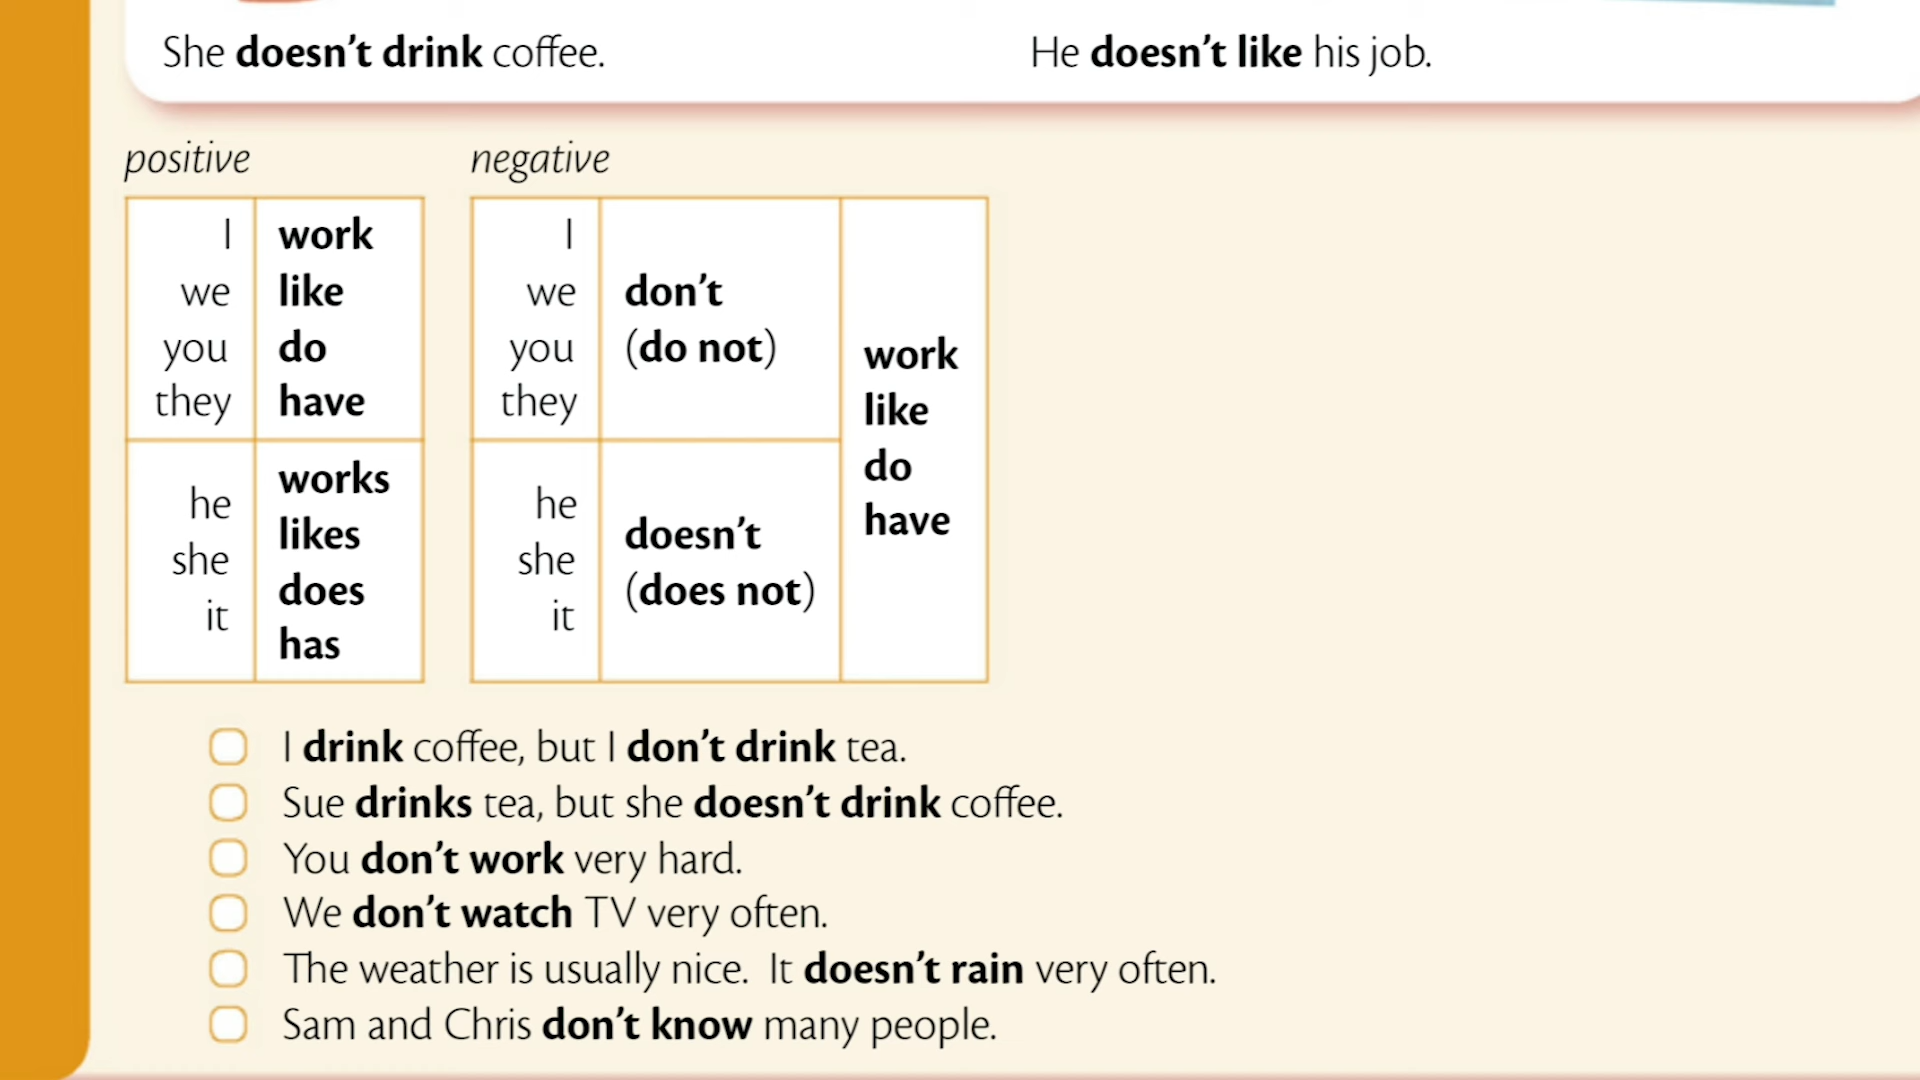 She doesn’t drink coffee.
He doesn’t like his job.
positive
negative
I
we
you
they
work
like
do
have
he
she
it
works
likes
does
has
I
we
you
they
don’t
(do not)
he
she
it
doesn’t
(does not)
work
like
do
have
I drink coffee, but I don’t drink tea.
Sue drinks tea, but she doesn’t drink coffee.
You don’t work very hard.
We don’t watch TV very often.
The weather is usually nice. It doesn’t rain very often.
Sam and Chris don’t know many people.